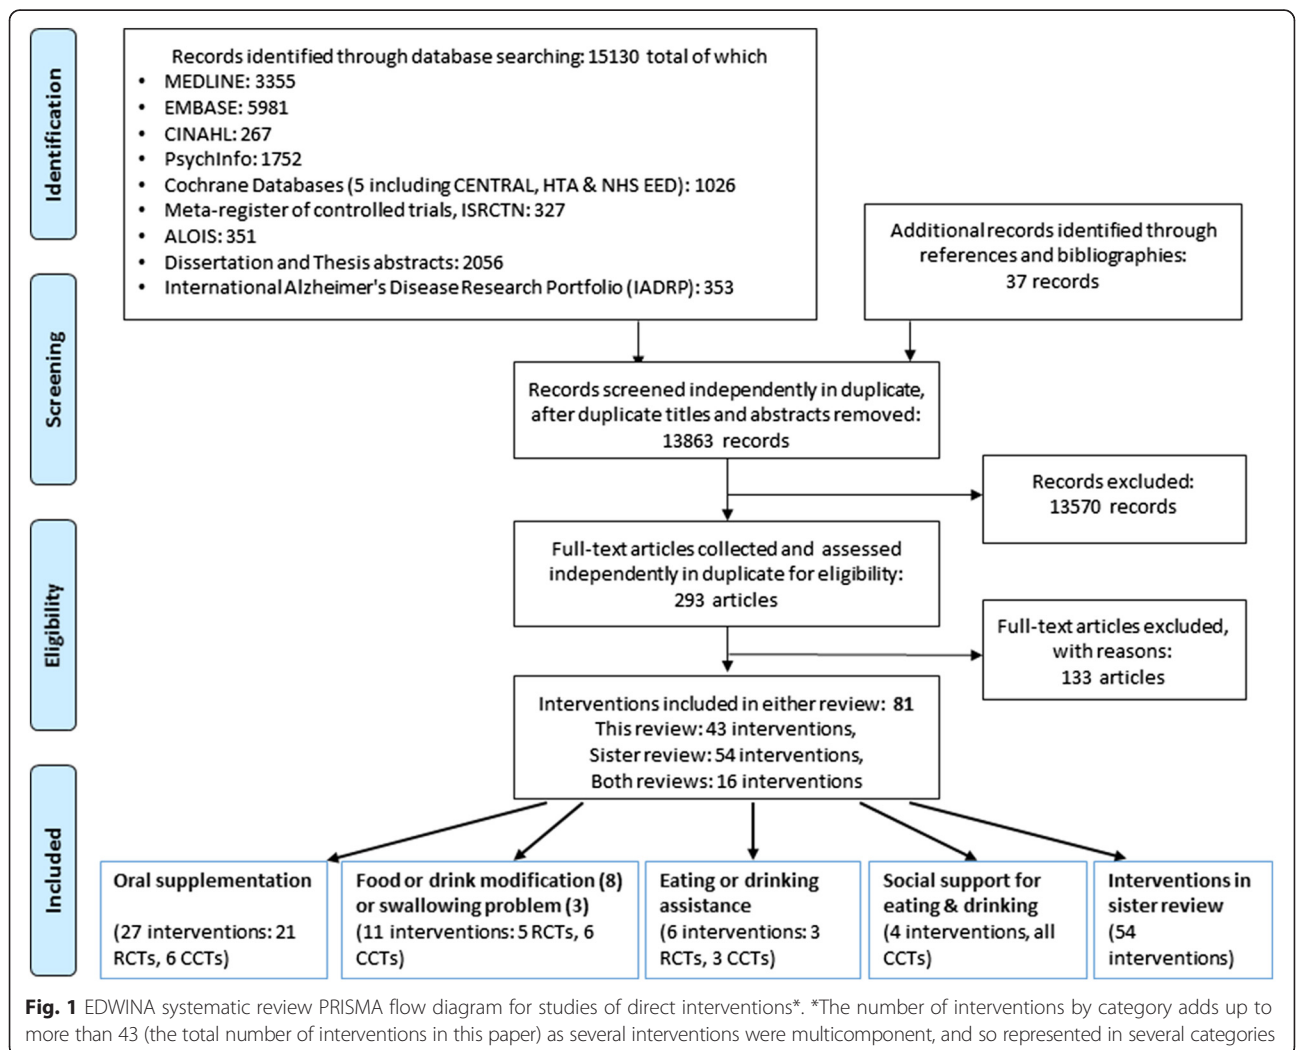 Identification
Records identified through database searching: 15130 total of which
• MEDLINE: 3355
• EMBASE: 5981
• CINAHL: 267
• PsychInfo: 1752
• Cochrane Databases (5 including CENTRAL, HTA & NHS EED): 1026
• Meta-register of controlled trials, ISRCTN: 327
• ALOIS: 351
• Dissertation and Thesis abstracts: 2056
• International Alzheimer's Disease Research Portfolio (IADRP): 353
Additional records identified through
references and bibliographies:
37 records
Screening
Records screened independently in duplicate,
after duplicate titles and abstracts removed:
13863 records
Records excluded:
13570 records
Eligibility
Full-text articles collected and assessed
independently in duplicate for eligibility:
293 articles
Full-text articles excluded,
with reasons:
133 articles
Interventions included in either review: 81
This review: 43 interventions,
Sister review: 54 interventions,
Both reviews: 16 interventions
Included
Oral supplementation
(27 interventions: 21
RCTs, 6 CCTs)
Food or drink modification (8)
or swallowing problem (3)
(11 interventions: 5 RCTs, 6
CCTs)
Eating or drinking
assistance
(6 interventions: 3
RCTs, 3 CCTs)
Social support for
eating & drinking
(4 interventions, all
CCTs)
Interventions in
sister review
(54
interventions)
Fig. 1 EDWINA systematic review PRISMA flow diagram for studies of direct interventions*. *The number of interventions by category adds up to
more than 43 (the total number of interventions in this paper) as several interventions were multicomponent, and so represented in several categories